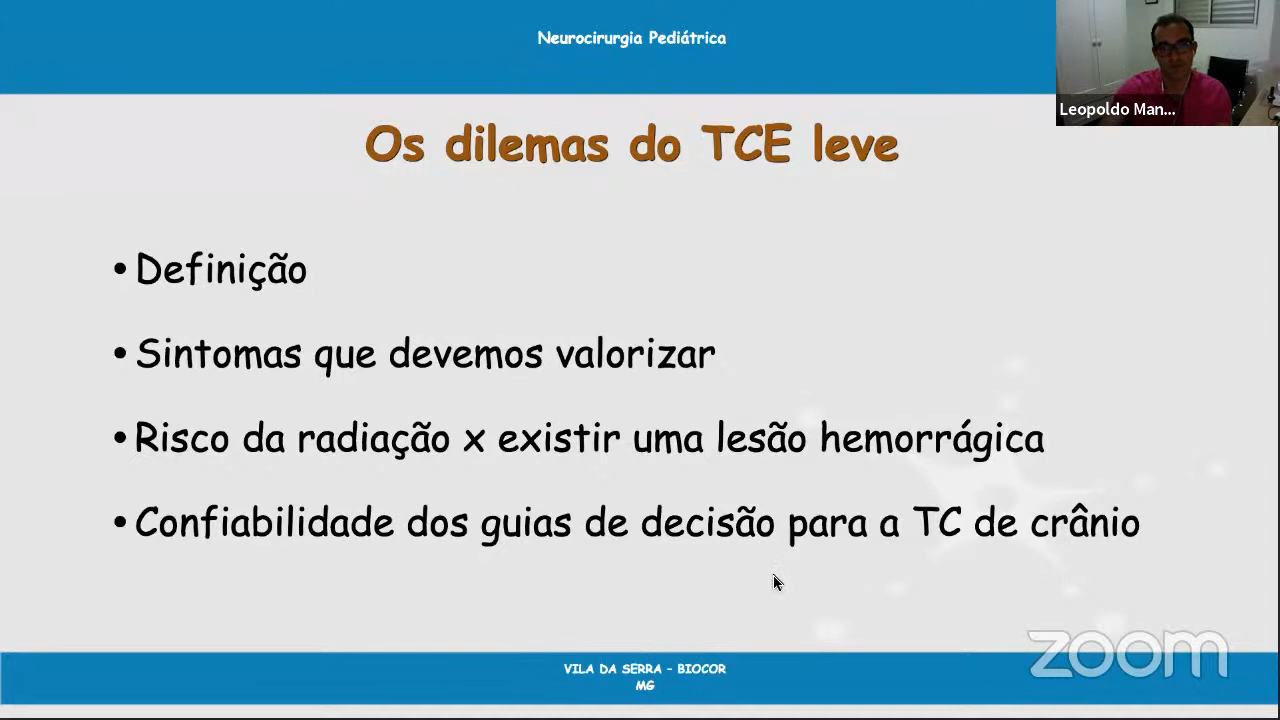 Neurocirurgia Pediátrica
Leopoldo Man...
Os dilemas do TCE leve
• Definição
• Sintomas que devemos valorizar
• Risco da radiação x existir uma lesão hemorrágica
• Confiabilidade dos guias de decisão para a TC de crânio
zoom
VILA DA SERRA - BIOCOR
MG